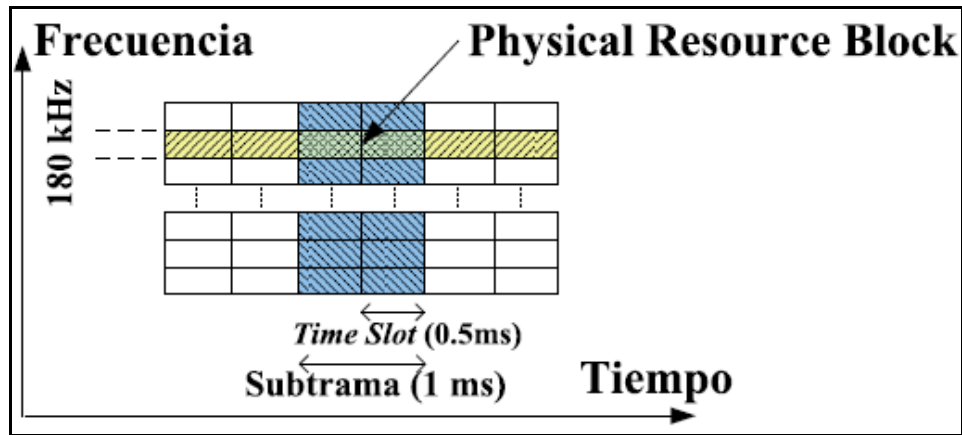 Frecuencia
Physical Resource Block
180 kHz
Time Slot (0.5ms)
Subtrama (1 ms)
Tiempo